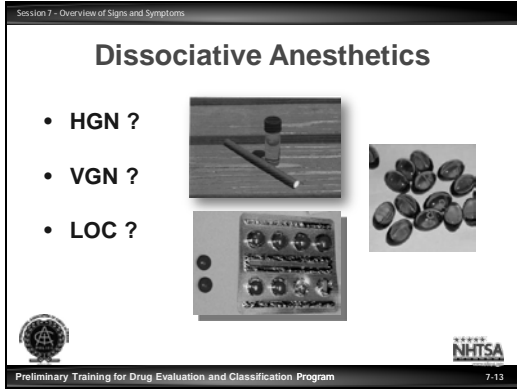 Session 7 - Overview of Signs and Symptoms
Dissociative Anesthetics
• HGN ?
• VGN ?
• LOC ?
NHTSA
Preliminary Training for Drug Evaluation and Classification Program
7-13